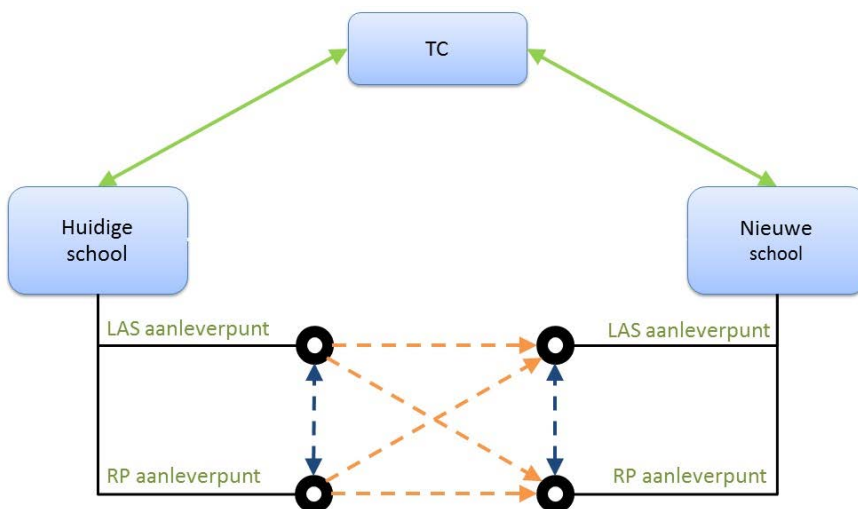 TC
Huidige
school
Nieuwe
school
LAS aanleverpunt
LAS aanleverpunt
RP aanleverpunt
RP aanleverpunt